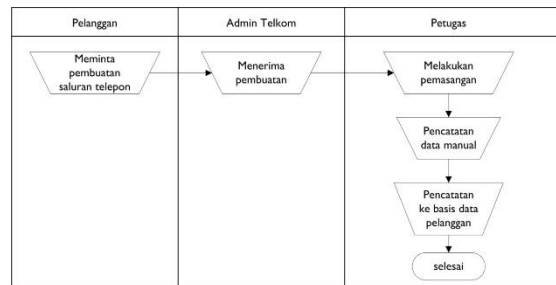 Pelanggan
Admin Telkom
Petugas
Meminta
pembuatan
saluran telepon
Menerima
pembuatan
Melakukan
pemasangan
Pencatatan
data manual
Pencatatan
ke basis data
pelanggan
selesai